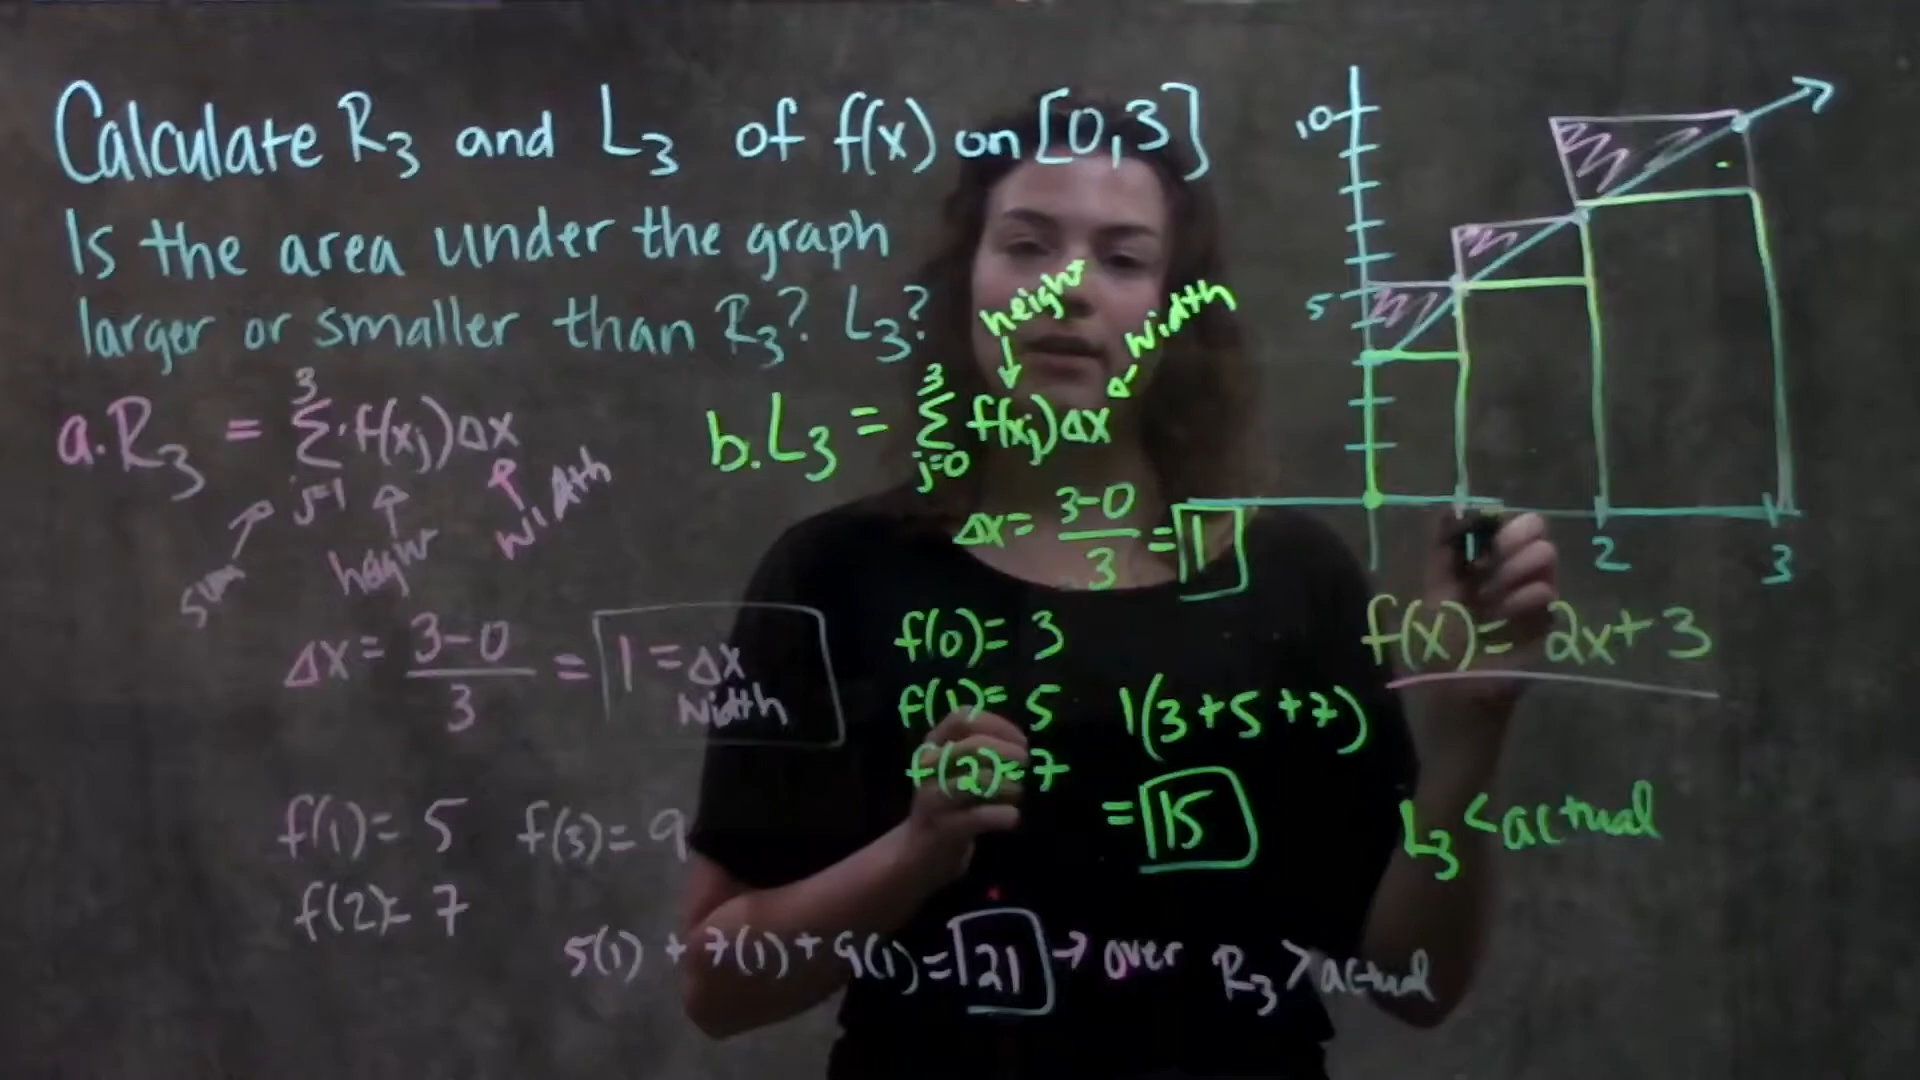 Calculate R₃ and L₃ of f(x) on [0,3]
Is the area under the graph
larger or smaller than R₃? L₃?
a. R₃ = 3 Σ j=1 f(xⱼ)Δx
sum
height
width
Δx = 3-0 / 3 = 1 = Δx
width
f(1)= 5 f(3)= 9
f(2)= 7
5(1) + 7(1) + 9(1) = 21 → over R₃ > actual
b. L₃ = 3 Σ j=0 f(xⱼ)Δx
height
width
Δx = 3-0 / 3 = 1
f(0)= 3
f(1)= 5
f(2)= 7
1(3+5+7)
= 15
L₃ < actual
10
5
1 2 3
f(x) = 2x+3